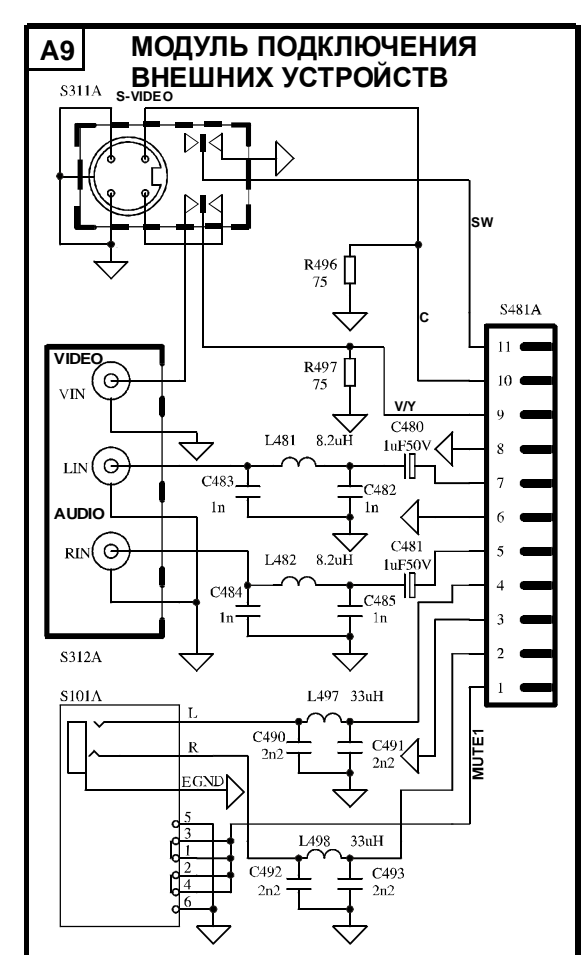 A9
МОДУЛЬ ПОДКЛЮЧЕНИЯ
ВНЕШНИХ УСТРОЙСТВ
S311A
S-VIDEO
SW
R496
75
S481A
C
11
VIDEO
VIN
R497
75
10
V/Y
9
C480
1uF50V
L481 8.2uH
8
LIN
C483
1n
C482
1n
7
AUDIO
6
RIN
C481
1uF50V
5
L482 8.2uH
4
C484
1n
C485
1n
3
2
S312A
1
S101A
L497 33uH
L
C490
2n2
C491
2n2
R
MUTE1
EGND
5
3
1
2
4
6
L498 33uH
C492
2n2
C493
2n2